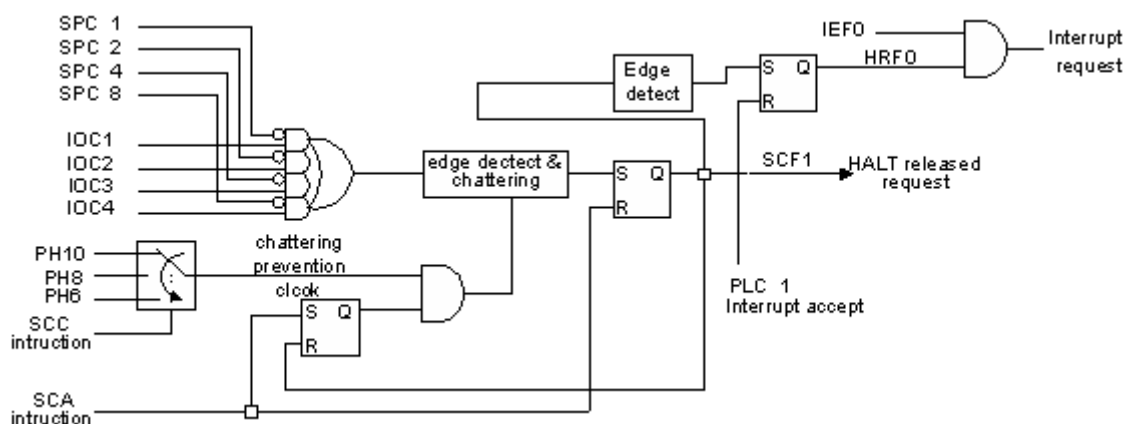 SPC 1
SPC 2
SPC 4
SPC 8
IOC1
IOC2
IOC3
IOC4
PH10
PH8
PH6
SCC
intruction
SCA
intruction
chattering
prevention
clcok
S Q
R
edge dectect &
chattering
S Q
R
Edge
detect
S Q
R
IEF0
HRF0
Interrupt
request
SCF1
HALT released
request
PLC 1
Interrupt accept